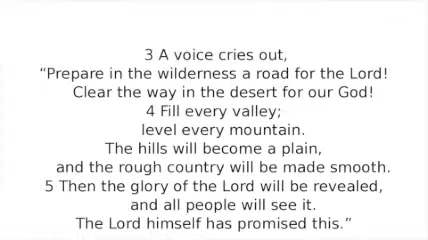 3 A voice cries out,
“Prepare in the wilderness a road for the Lord!
Clear the way in the desert for our God!
4 Fill every valley;
level every mountain.
The hills will become a plain,
and the rough country will be made smooth.
5 Then the glory of the Lord will be revealed,
and all people will see it.
The Lord himself has promised this.”